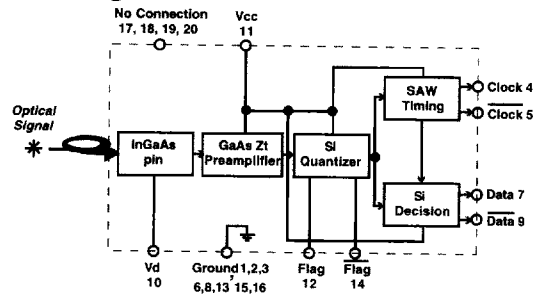 No Connection
17, 18, 19, 20
Vcc
11
Optical
Signal
InGaAs
pin
GaAs Zt
Preamplifier
Si
Quantizer
SAW
Timing
Si
Decision
Clock 4
Clock 5
Data 7
Data 9
Vd
10
Ground 1,2,3
6,8,13 15,16
Flag
12
Flag
14